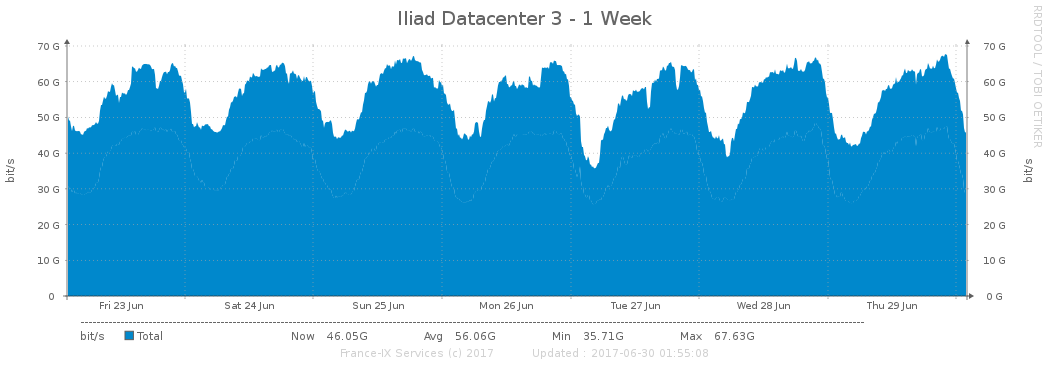 Iliad Datacenter 3 - 1 Week
RRDTOOL / TOBI OETIKER
bit/s
70 G 70 G
60 G 60 G
50 G 50 G
40 G 40 G
30 G 30 G
20 G 20 G
10 G 10 G
0 0 G
bit/s
Fri 23 Jun Sat 24 Jun Sun 25 Jun Mon 26 Jun Tue 27 Jun Wed 28 Jun Thu 29 Jun
bit/s Total Now 46.05G Avg 56.06G Min 35.71G Max 67.63G
France-IX Services (c) 2017 Updated : 2017-06-30 01:55:08